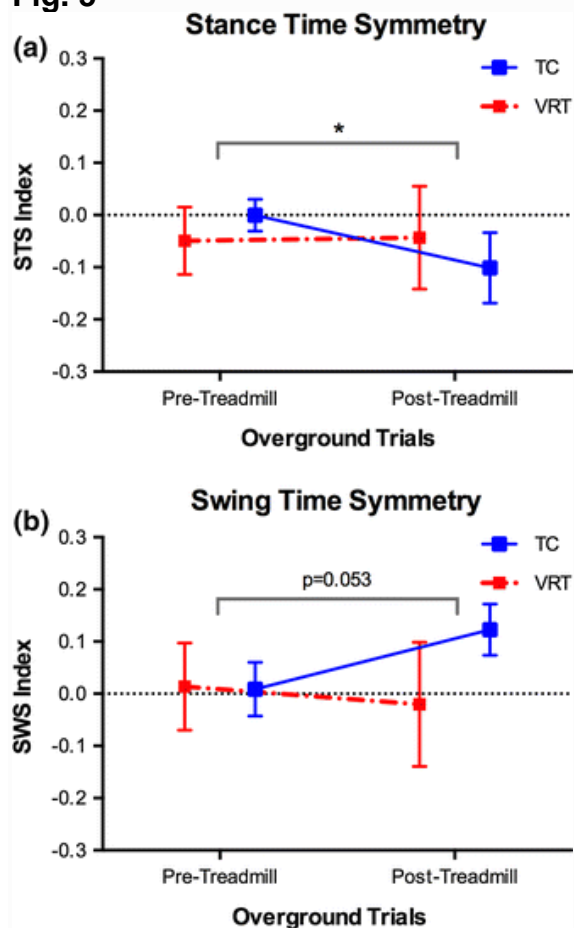 Stance Time Symmetry
(a)
0.3
0.2
0.1
0.0
-0.1
-0.2
-0.3
STS Index
TC
VRT
*
Pre-Treadmill Post-Treadmill
Overground Trials
Swing Time Symmetry
(b)
0.3
0.2
0.1
0.0
-0.1
-0.2
-0.3
SWS Index
TC
VRT
p=0.053
Pre-Treadmill Post-Treadmill
Overground Trials